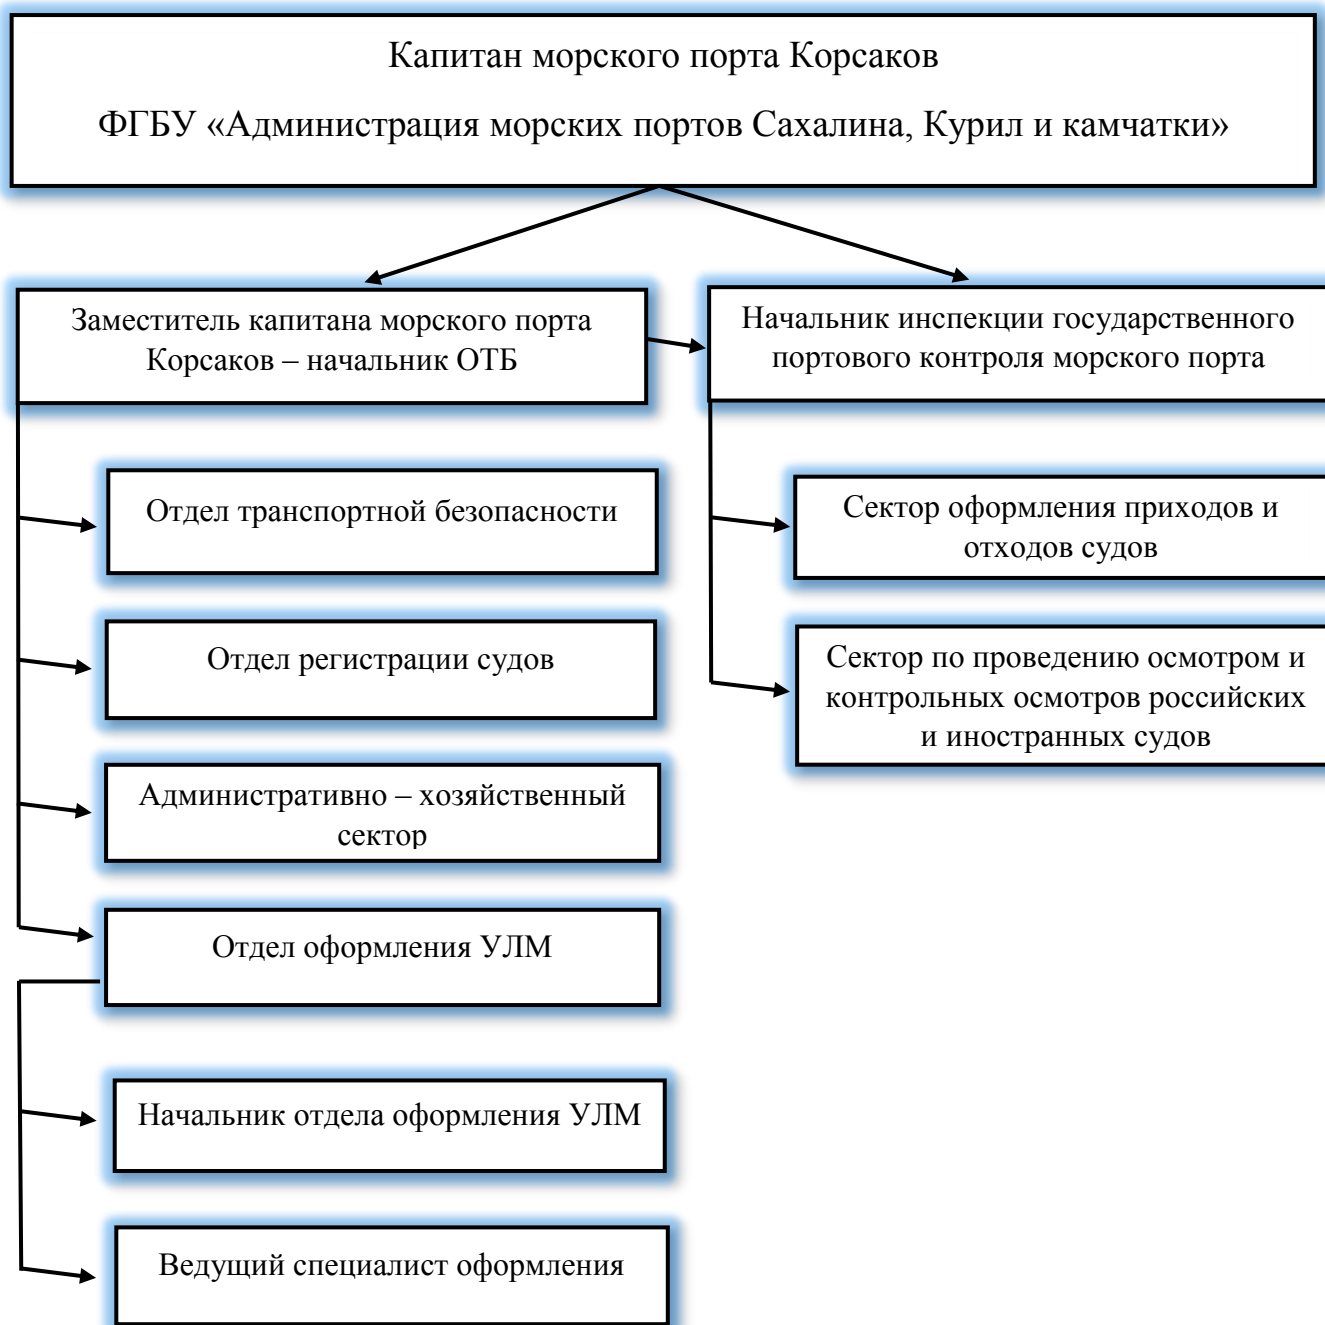 Капитан морского порта Корсаков
ФГБУ «Администрация морских портов Сахалина, Курил и камчатки»
Заместитель капитана морского порта
Корсаков – начальник ОТБ
Начальник инспекции государственного
портового контроля морского порта
Отдел транспортной безопасности
Отдел регистрации судов
Административно – хозяйственный
сектор
Отдел оформления УЛМ
Начальник отдела оформления УЛМ
Ведущий специалист оформления
Сектор оформления приходов и
отходов судов
Сектор по проведению осмотром и
контрольных осмотров российских
и иностранных судов